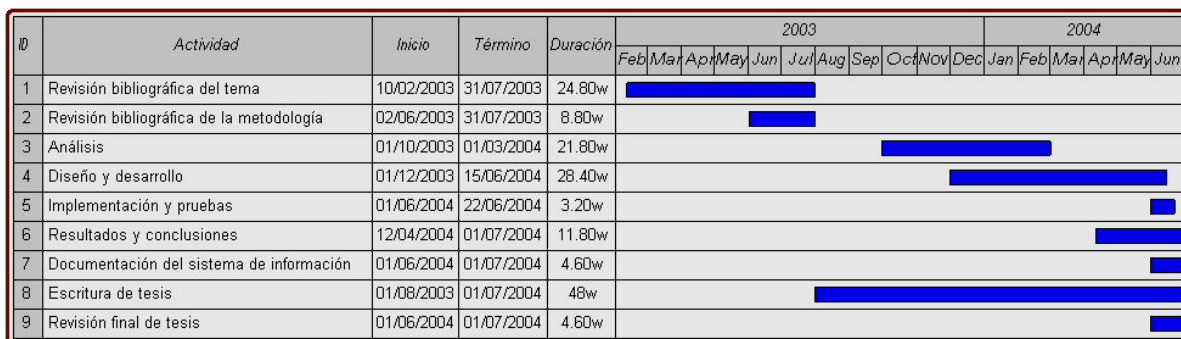 ID Actividad Inicio Término Duración 2003 2004
Feb Mar Apr May Jun Jul Aug Sep Oct Nov Dec Jan Feb Mar Apr May Jun
1 Revisión bibliográfica del tema 10/02/2003 31/07/2003 24.80w
2 Revisión bibliográfica de la metodología 02/06/2003 31/07/2003 8.80w
3 Análisis 01/10/2003 01/03/2004 21.80w
4 Diseño y desarrollo 01/12/2003 15/06/2004 28.40w
5 Implementación y pruebas 01/06/2004 22/06/2004 3.20w
6 Resultados y conclusiones 12/04/2004 01/07/2004 11.80w
7 Documentación del sistema de información 01/06/2004 01/07/2004 4.60w
8 Escritura de tesis 01/08/2003 01/07/2004 48w
9 Revisión final de tesis 01/06/2004 01/07/2004 4.60w